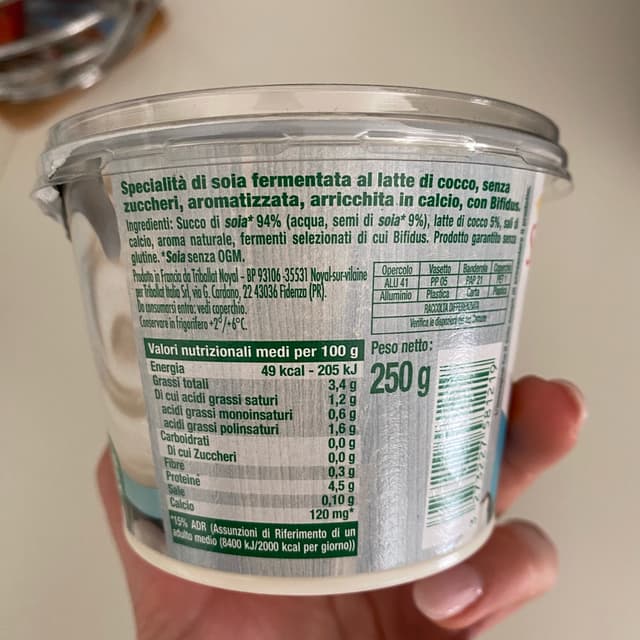 Specialità di soia fermentata al latte di cocco, senza
zuccheri, aromatizzata, arricchita in calcio, con Bifidus.
Ingredienti: Succo di soia* 94% (acqua, semi di soia* 9%), latte di cocco 5%, sali di
calcio, aroma naturale, fermenti selezionati di cui Bifidus. Prodotto garantito senza
glutine. *Soia senza OGM.
Prodotto in Francia da Triballat Noyal - BP 93106 -35531 Noyal-sur-vilaine
per Triballat Italia Srl, via G. Cardano, 22 43036 Fidenza (PR).
Da consumarsi entro: vedi coperchio.
Conservare in frigorifero +2°/+6°C.
Opercolo Vasetto Banderola Coperchio
ALU 41 PP 05 PAP 21
Alluminio Plastica Carta Plastica
RACCOLTA DIFFERENZIATA
Verifica le disposizioni del tuo Comune
Peso netto:
250 g
Valori nutrizionali medi per 100 g
Energia 49 kcal - 205 kJ
Grassi totali 3,4 g
Di cui acidi grassi saturi 1,2 g
acidi grassi monoinsaturi 0,6 g
acidi grassi polinsaturi 1,6 g
Carboidrati 0,0 g
Di cui Zuccheri 0,0 g
Fibre 0,3 g
Proteine 4,5 g
Sale 0,10 g
Calcio 120 mg*
*15% ADR (Assunzioni di Riferimento di un
adulto medio (8400 kJ/2000 kcal per giorno))